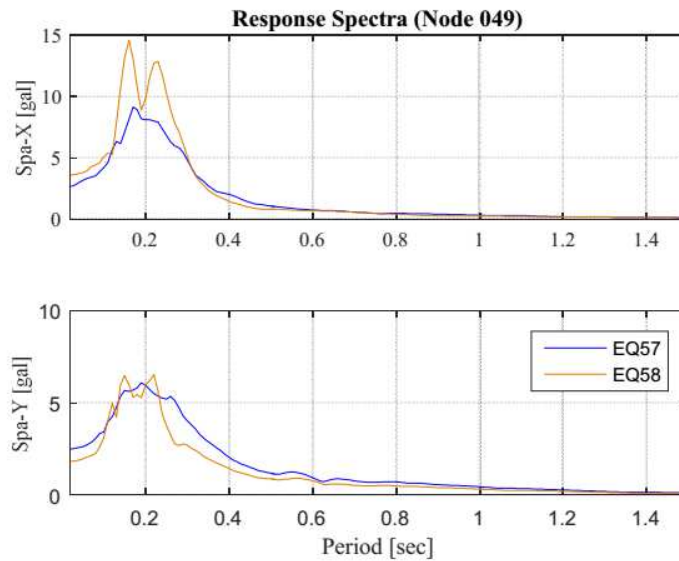 Response Spectra (Node 049)
Spa-X [gal]
15
10
5
0
0.2 0.4 0.6 0.8 1 1.2 1.4
Spa-Y [gal]
10
5
0
EQ57
EQ58
0.2 0.4 0.6 0.8 1 1.2 1.4
Period [sec]